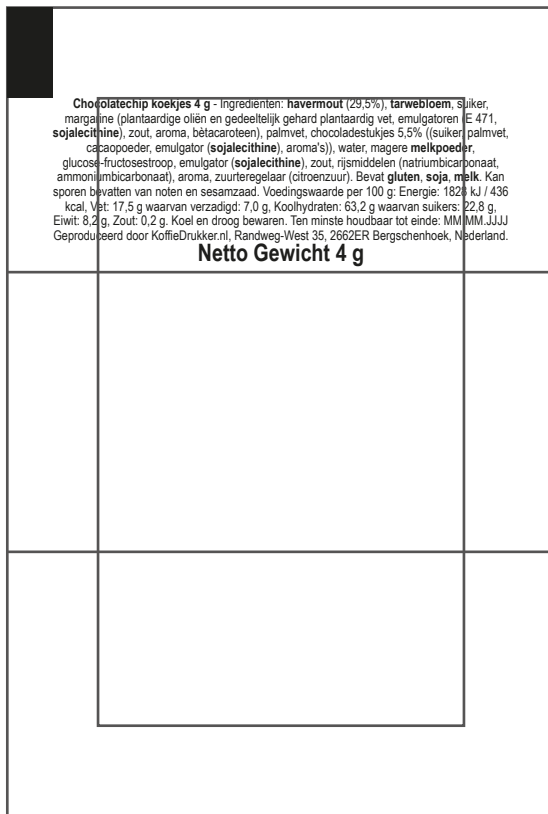 Chocolatechip koekjes 4 g - Ingrediënten: havermout (29,5%), tarwebloem, suiker,
margarine (plantaardige oliën en gedeeltelijk gehard plantaardig vet, emulgatoren (E 471,
sojalecithine), zout, aroma, bètacaroteen), palmvet, chocoladestukjes 5,5% ((suiker, palmvet,
cacaopoeder, emulgator (sojalecithine), aroma's)), water, magere melkpoeder,
glucose-fructosestroop, emulgator (sojalecithine), zout, rijsmiddelen (natriumbicarbonaat,
ammoniumbicarbonaat), aroma, zuurteregelaar (citroenzuur). Bevat gluten, soja, melk. Kan
sporen bevatten van noten en sesamzaad. Voedingswaarde per 100 g: Energie: 1828 kJ / 436
kcal, Vet: 17,5 g waarvan verzadigd: 7,0 g, Koolhydraten: 63,2 g waarvan suikers: 22,8 g,
Eiwit: 8,2 g, Zout: 0,2 g. Koel en droog bewaren. Ten minste houdbaar tot einde: MM MM.JJJJ
Geproduceerd door KoffieDrukker.nl, Randweg-West 35, 2662ER Bergschenhoek, Nederland.
Netto Gewicht 4 g